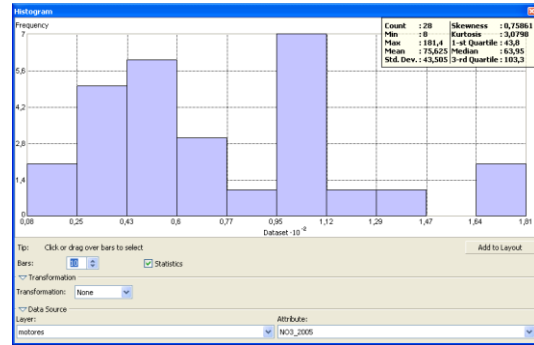 Histogram
Frequency
Count : 28 Skewness : 0,75861
Min : 8 Kurtosis : 3,0798
Max : 181,4 1-st Quartile : 43,8
Mean : 75,625 Median : 63,95
Std. Dev. : 43,505 3-rd Quartile : 103,3
7
5,6
4,2
2,8
1,4
0
0,08 0,25 0,43 0,6 0,77 0,95 1,12 1,29 1,47 1,64 1,81
Dataset · 10 -2
Tip: Click or drag over bars to select Add to Layout
Bars: 10 Statistics
Transformation
Transformation: None
Data Source
Layer: Attribute:
motores NO3_2005